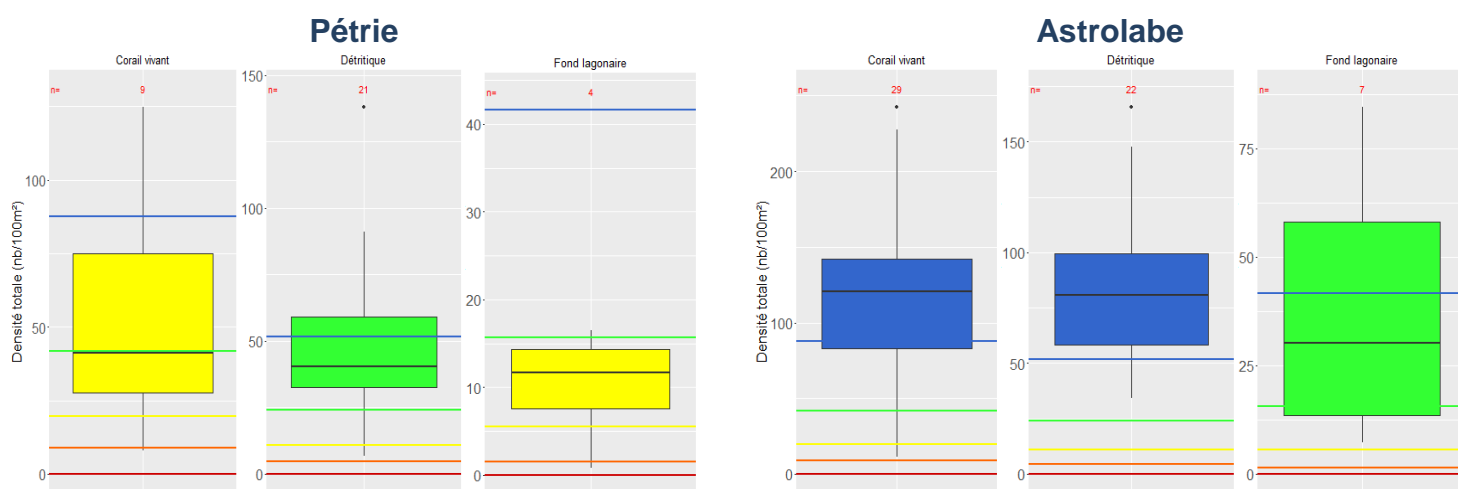 Pétrie
Astrolabe
Corail vivant
Détritique
Fond lagonaire
Corail vivant
Détritique
Fond lagonaire
Densité totale (nb/100m²)
n= 9
100
50
0
n= 21
150
100
50
0
n= 4
40
30
20
10
0
Densité totale (nb/100m²)
n= 29
200
100
0
n= 22
150
100
50
0
n= 7
75
50
25
0